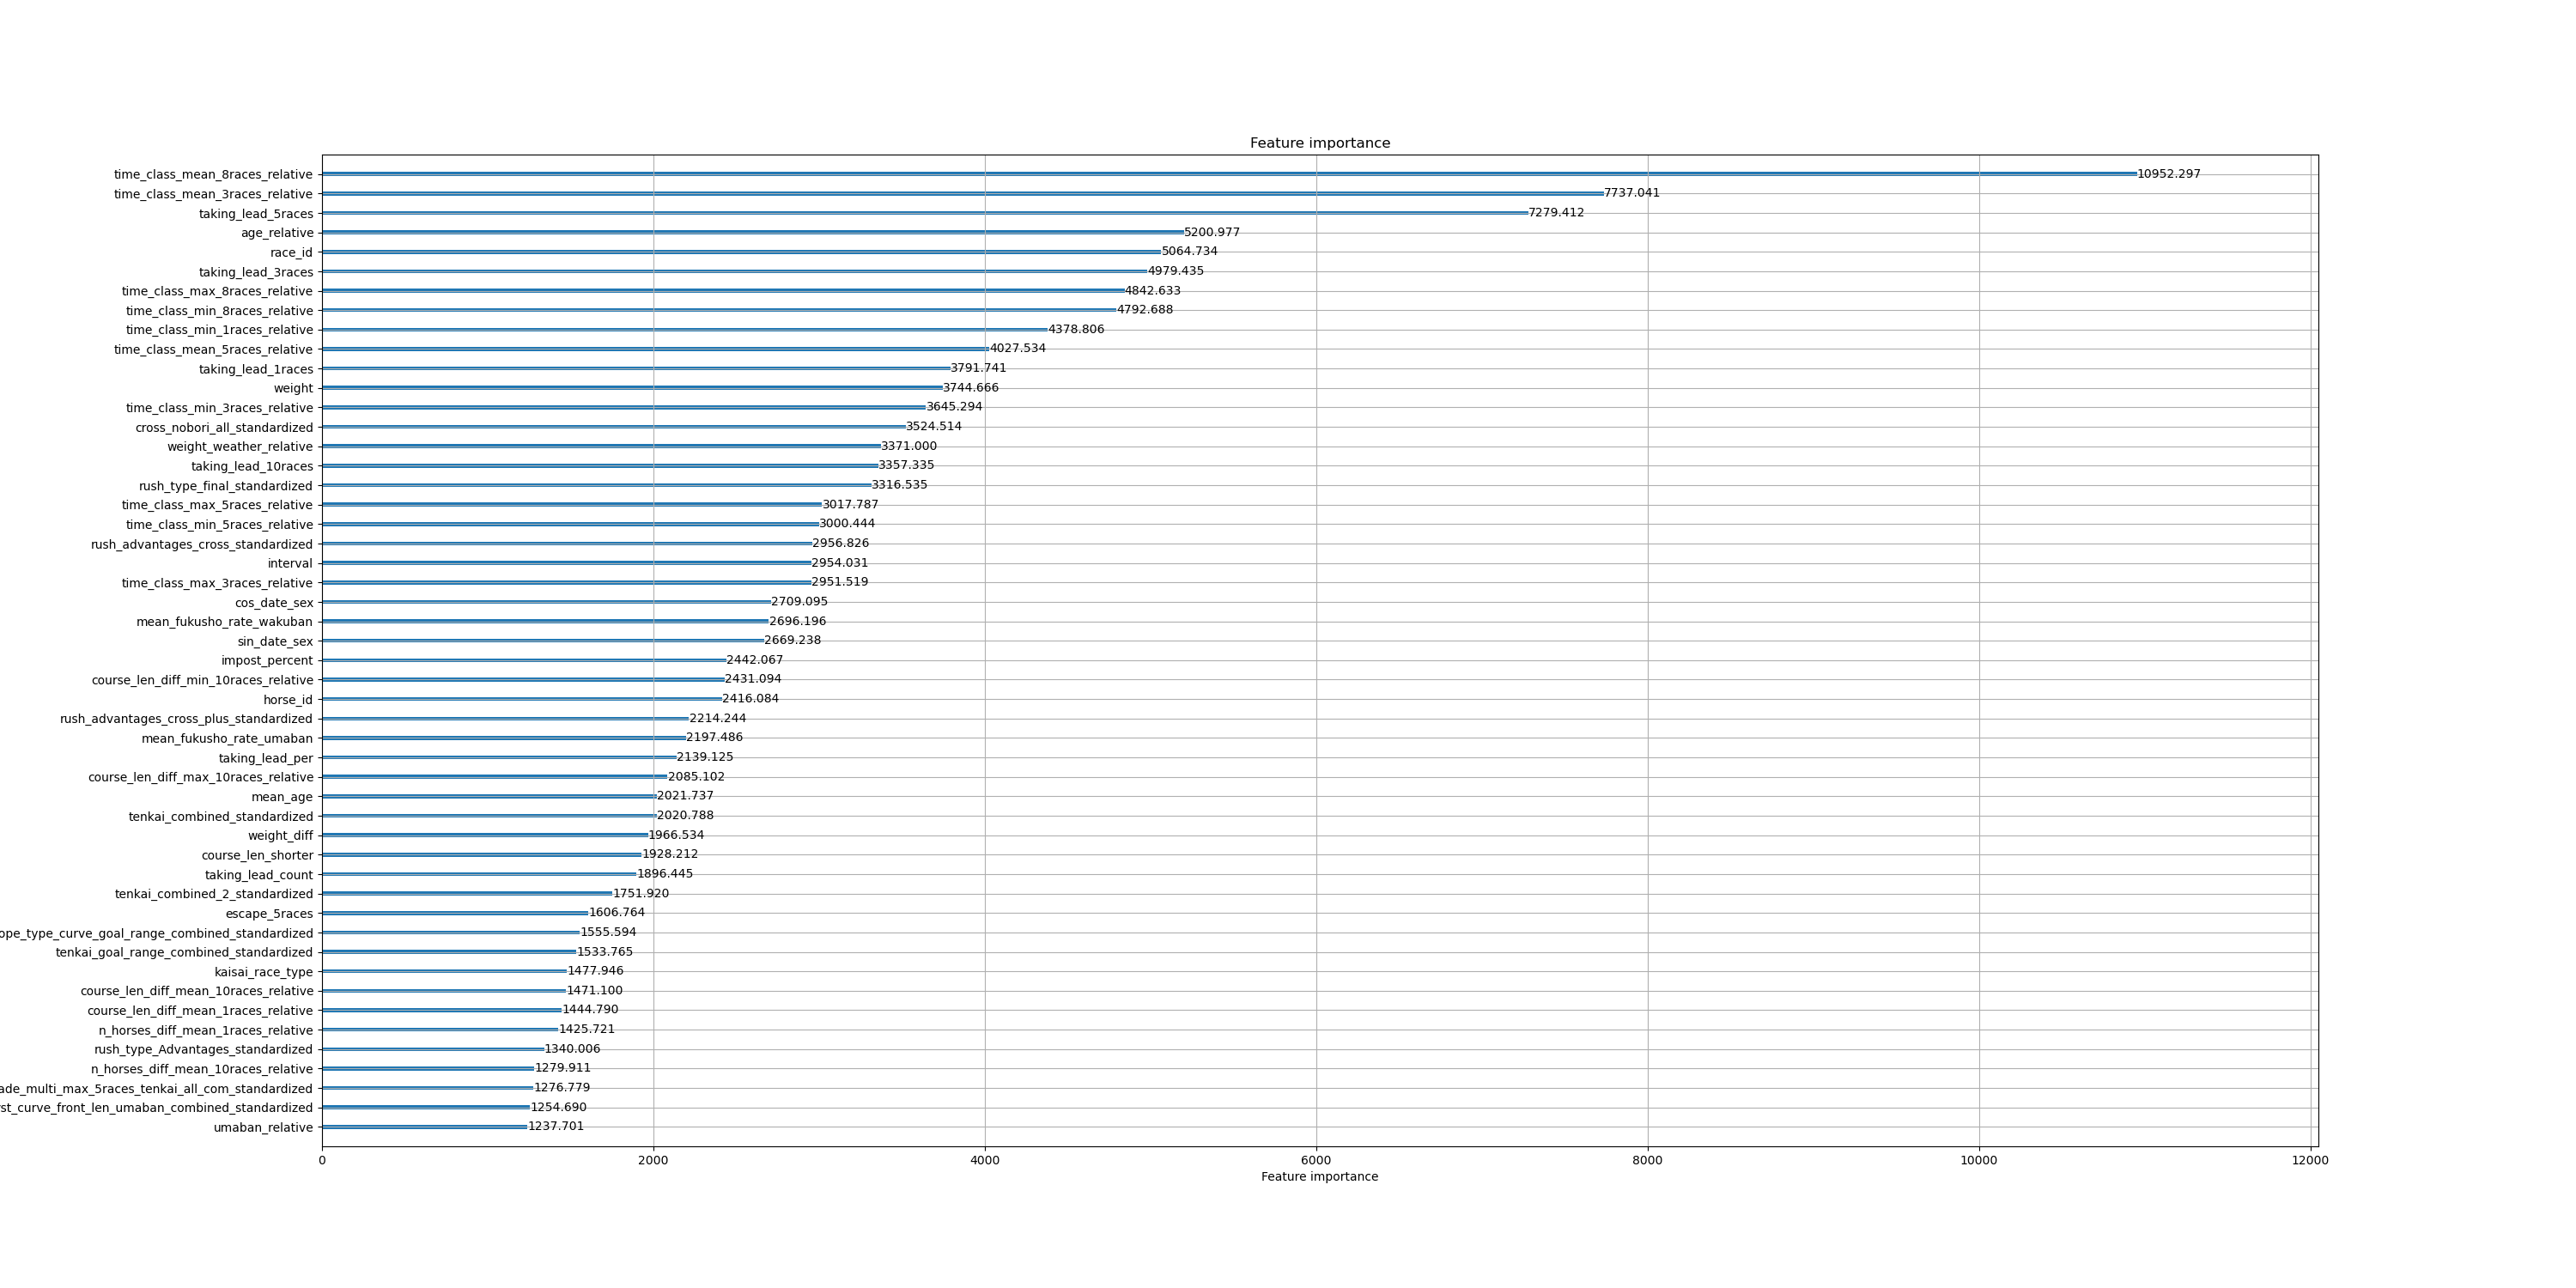 Feature importance
time_class_mean_8races_relative 10952.297
time_class_mean_3races_relative 7737.041
taking_lead_5races 7279.412
age_relative 5200.977
race_id 5064.734
taking_lead_3races 4979.435
time_class_max_8races_relative 4842.633
time_class_min_8races_relative 4792.688
time_class_min_1races_relative 4378.806
time_class_mean_5races_relative 4027.534
taking_lead_1races 3791.741
weight 3744.666
time_class_min_3races_relative 3645.294
cross_nobori_all_standardized 3524.514
weight_weather_relative 3371.000
taking_lead_10races 3357.335
rush_type_final_standardized 3316.535
time_class_max_5races_relative 3017.787
time_class_min_5races_relative 3000.444
rush_advantages_cross_standardized 2956.826
interval 2954.031
time_class_max_3races_relative 2951.519
cos_date_sex 2709.095
mean_fukusho_rate_wakuban 2696.196
sin_date_sex 2669.238
impost_percent 2442.067
course_len_diff_min_10races_relative 2431.094
horse_id 2416.084
rush_advantages_cross_plus_standardized 2214.244
mean_fukusho_rate_umaban 2197.486
taking_lead_per 2139.125
course_len_diff_max_10races_relative 2085.102
mean_age 2021.737
tenkai_combined_standardized 2020.788
weight_diff 1966.534
course_len_shorter 1928.212
taking_lead_count 1896.445
tenkai_combined_2_standardized 1751.920
escape_5races 1606.764
ope_type_curve_goal_range_combined_standardized 1555.594
tenkai_goal_range_combined_standardized 1533.765
kaisai_race_type 1477.946
course_len_diff_mean_10races_relative 1471.100
course_len_diff_mean_1races_relative 1444.790
n_horses_diff_mean_1races_relative 1425.721
rush_type_Advantages_standardized 1340.006
n_horses_diff_mean_10races_relative 1279.911
ade_multi_max_5races_tenkai_all_com_standardized 1276.779
st_curve_front_len_umaban_combined_standardized 1254.690
umaban_relative 1237.701
0 2000 4000 6000 8000 10000 12000
Feature importance